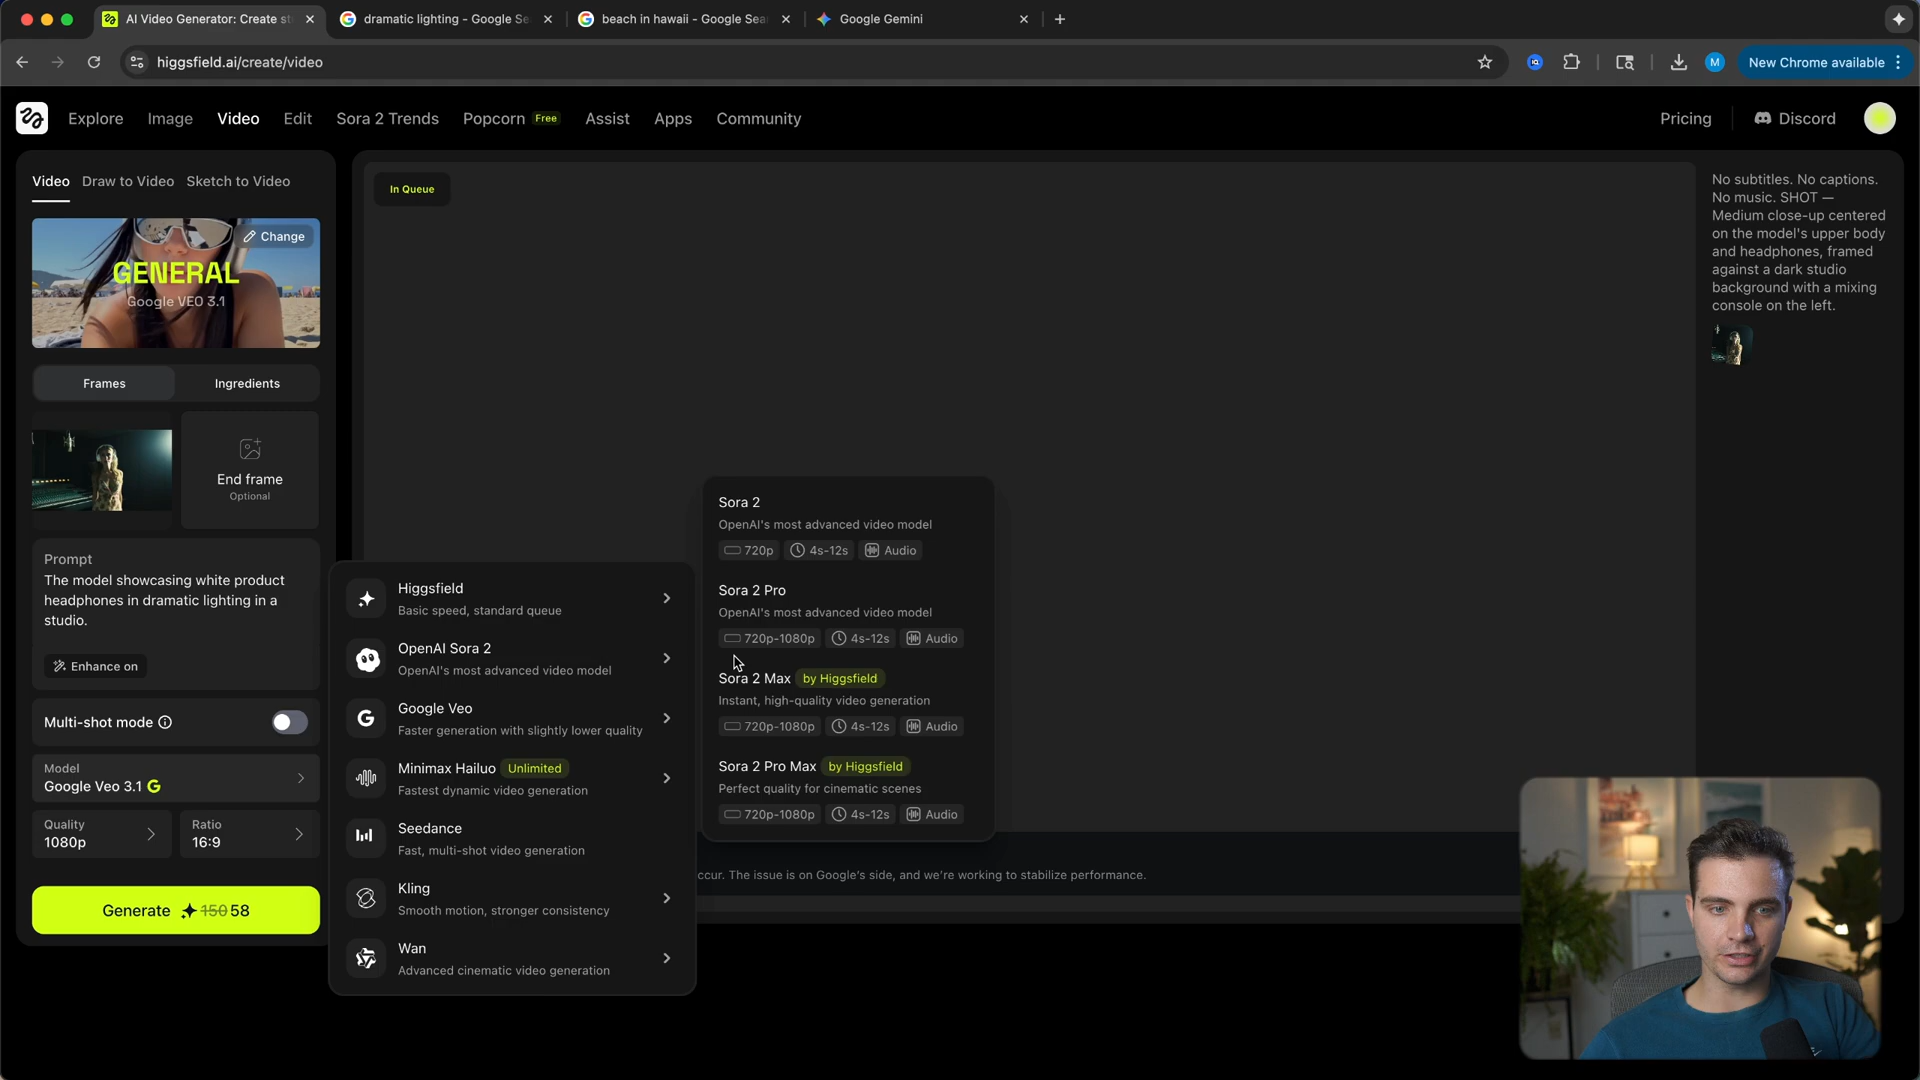 AI Video Generator: Create st
dramatic lighting - Google Se
beach in hawaii - Google Sea
Google Gemini
higgsfield.ai/create/video
M
New Chrome available
Explore
Image
Video
Edit
Sora 2 Trends
Popcorn
Free
Assist
Apps
Community
Pricing
Discord
Video
Draw to Video
Sketch to Video
Change
GENERAL
Google VEO 3.1
Frames
Ingredients
End frame
Optional
Prompt
The model showcasing white product
headphones in dramatic lighting in a
studio.
Enhance on
Multi-shot mode
Model
Google Veo 3.1
Quality
1080p
Ratio
16:9
Generate 150 58
Higgsfield
Basic speed, standard queue
OpenAI Sora 2
OpenAI's most advanced video model
Google Veo
Faster generation with slightly lower quality
Minimax Hailuo Unlimited
Fastest dynamic video generation
Seedance
Fast, multi-shot video generation
Kling
Smooth motion, stronger consistency
Wan
Advanced cinematic video generation
In Queue
Sora 2
OpenAI's most advanced video model
720p 4s-12s Audio
Sora 2 Pro
OpenAI's most advanced video model
720p-1080p 4s-12s Audio
Sora 2 Max by Higgsfield
Instant, high-quality video generation
720p-1080p 4s-12s Audio
Sora 2 Pro Max by Higgsfield
Perfect quality for cinematic scenes
720p-1080p 4s-12s Audio
ccur. The issue is on Google's side, and we're working to stabilize performance.
No subtitles. No captions.
No music. SHOT —
Medium close-up centered
on the model's upper body
and headphones, framed
against a dark studio
background with a mixing
console on the left.